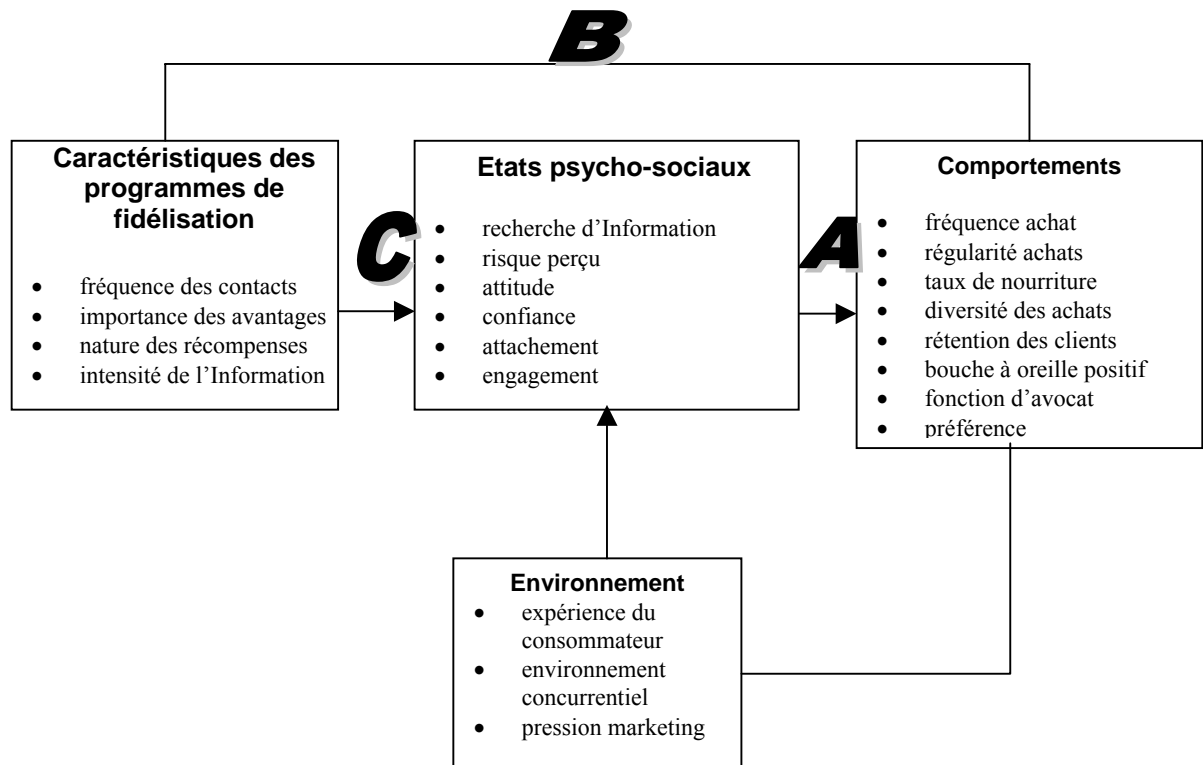 B
Caractéristiques des
programmes de
fidélisation
• fréquence des contacts
• importance des avantages
• nature des récompenses
• intensité de l'Information
C
Etats psycho-sociaux
• recherche d'Information
• risque perçu
• attitude
• confiance
• attachement
• engagement
A
Comportements
• fréquence achat
• régularité achats
• taux de nourriture
• diversité des achats
• rétention des clients
• bouche à oreille positif
• fonction d'avocat
• préférence
Environnement
• expérience du
consommateur
• environnement
concurrentiel
• pression marketing